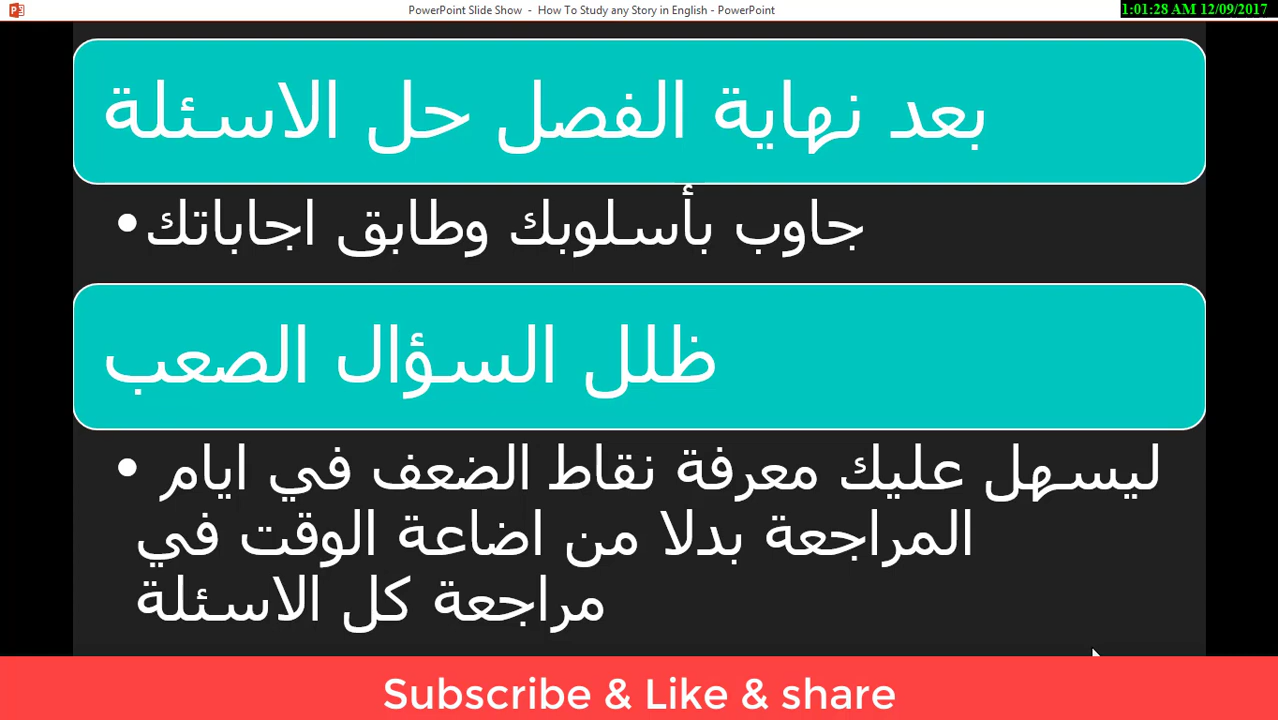 PowerPoint Slide Show - How To Study any Story in English - PowerPoint
1:01:28 AM 12/09/2017
بعد نهاية الفصل حل الاسئلة
•جاوب بأسلوبك وطابق اجاباتك
ظلل السؤال الصعب
• ليسهل عليك معرفة نقاط الضعف في ايام
المراجعة بدلا من اضاعة الوقت في
مراجعة كل الاسئلة
Subscribe & Like & share